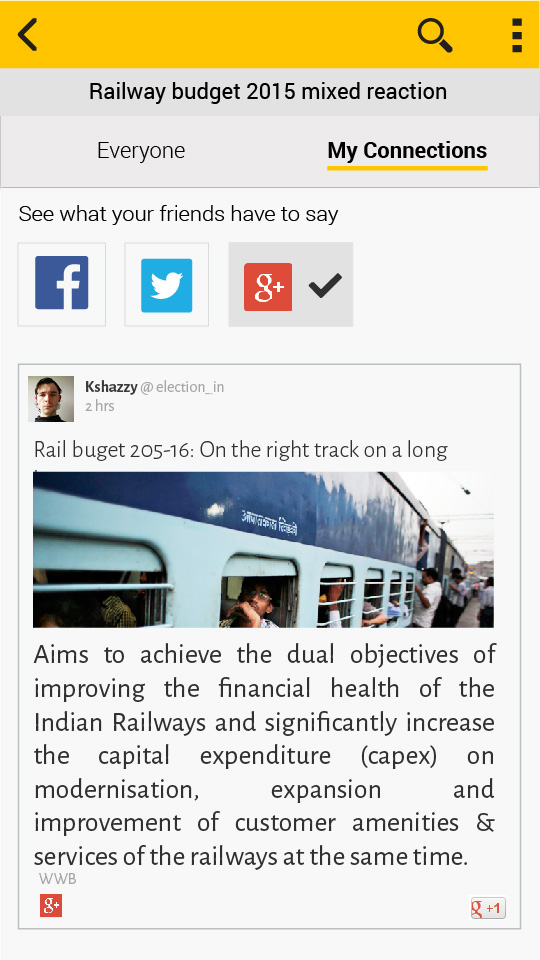 Railway budget 2015 mixed reaction
Everyone
My Connections
See what your friends have to say
f
g+
Kshazzy @election_in
2 hrs
Rail buget 205-16: On the right track on a long
आपातकालीन खिड़की
Aims to achieve the dual objectives of
improving the financial health of the
Indian Railways and significantly increase
the capital expenditure (capex) on
modernisation, expansion and
improvement of customer amenities &
services of the railways at the same time.
WWB
g+
g +1